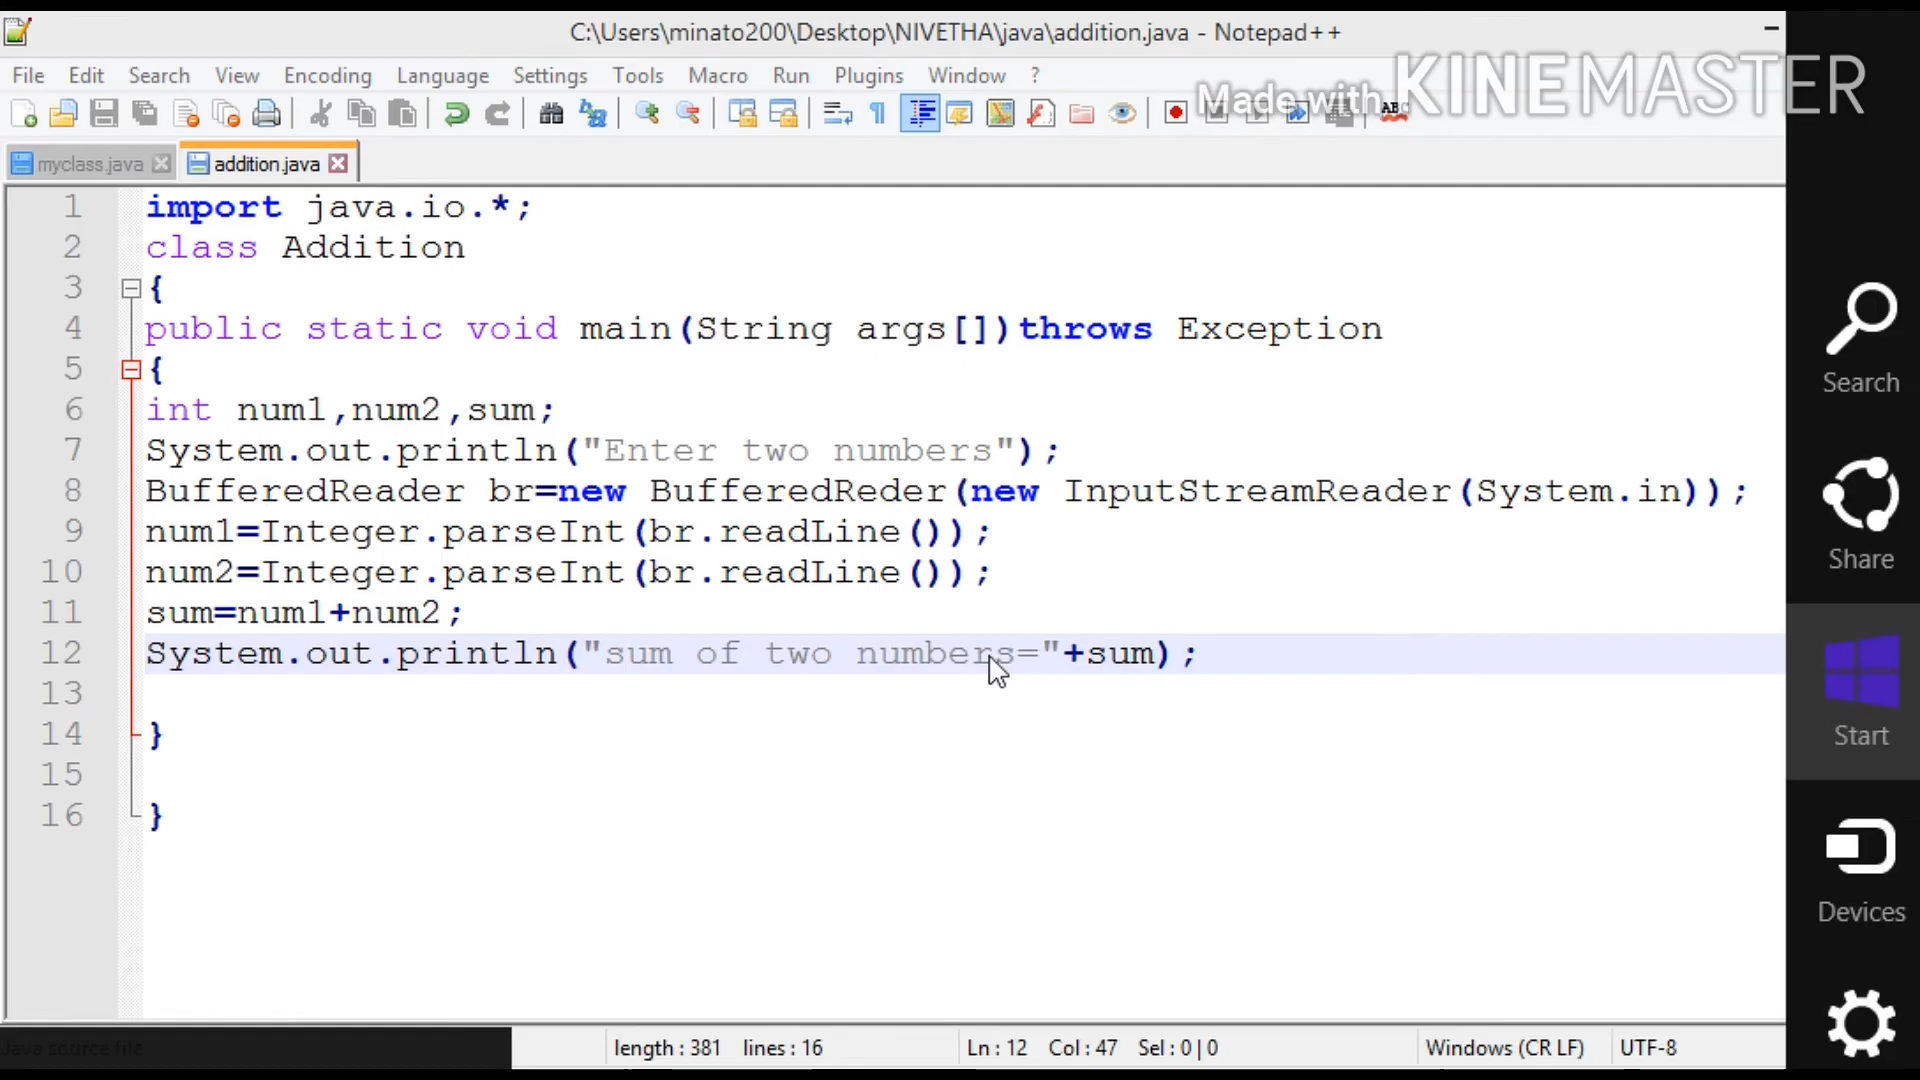 C:\Users\minato200\Desktop\NIVETHA\java\addition.java - Notepad++
File Edit Search View Encoding Language Settings Tools Macro Run Plugins Window ?
Made with KINEMASTER
ABC
myclass.java addition.java
1 import java.io.*;
2 class Addition
3 {
4 public static void main(String args[])throws Exception
5 {
6 int num1,num2,sum;
7 System.out.println("Enter two numbers");
8 BufferedReader br=new BufferedReder(new InputStreamReader(System.in));
9 num1=Integer.parseInt(br.readLine());
10 num2=Integer.parseInt(br.readLine());
11 sum=num1+num2;
12 System.out.println("sum of two numbers="+sum);
13
14 }
15
16 }
Search
Share
Start
Devices
Java source file length : 381 lines : 16 Ln : 12 Col : 47 Sel : 0 | 0 Windows (CR LF) UTF-8